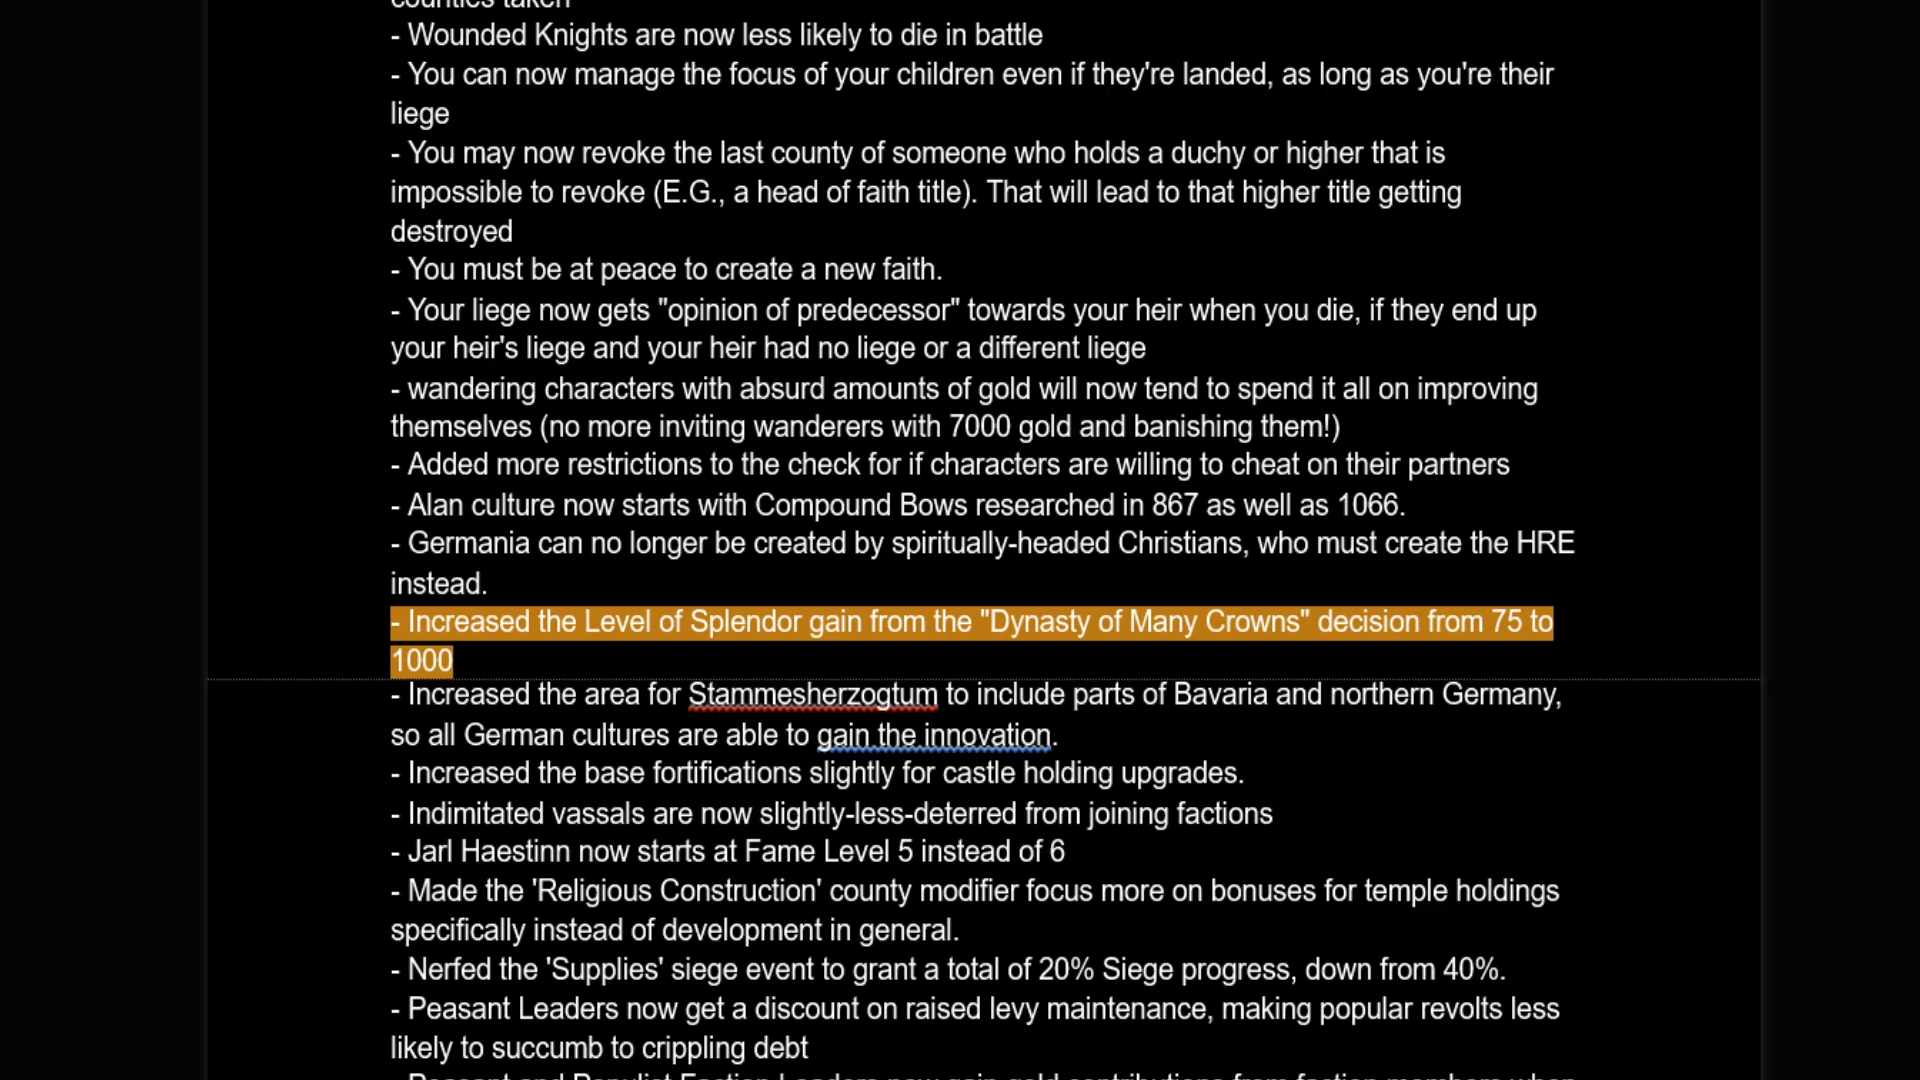 counties taken
- Wounded Knights are now less likely to die in battle
- You can now manage the focus of your children even if they're landed, as long as you're their
liege
- You may now revoke the last county of someone who holds a duchy or higher that is
impossible to revoke (E.G., a head of faith title). That will lead to that higher title getting
destroyed
- You must be at peace to create a new faith.
- Your liege now gets "opinion of predecessor" towards your heir when you die, if they end up
your heir's liege and your heir had no liege or a different liege
- wandering characters with absurd amounts of gold will now tend to spend it all on improving
themselves (no more inviting wanderers with 7000 gold and banishing them!)
- Added more restrictions to the check for if characters are willing to cheat on their partners
- Alan culture now starts with Compound Bows researched in 867 as well as 1066.
- Germania can no longer be created by spiritually-headed Christians, who must create the HRE
instead.
- Increased the Level of Splendor gain from the "Dynasty of Many Crowns" decision from 75 to
1000
- Increased the area for Stammesherzogtum to include parts of Bavaria and northern Germany,
so all German cultures are able to gain the innovation.
- Increased the base fortifications slightly for castle holding upgrades.
- Indimitated vassals are now slightly-less-deterred from joining factions
- Jarl Haestinn now starts at Fame Level 5 instead of 6
- Made the 'Religious Construction' county modifier focus more on bonuses for temple holdings
specifically instead of development in general.
- Nerfed the 'Supplies' siege event to grant a total of 20% Siege progress, down from 40%.
- Peasant Leaders now get a discount on raised levy maintenance, making popular revolts less
likely to succumb to crippling debt
- Peasant and Populist Faction Leaders now gain gold contributions from faction members when